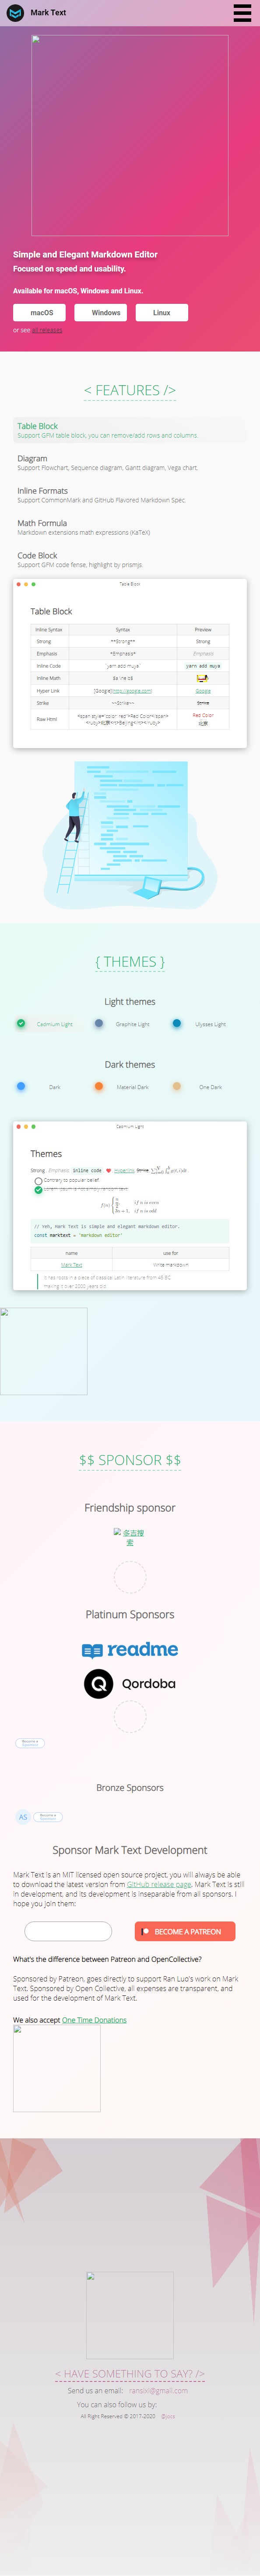 Mark Text
Simple and Elegant Markdown Editor
Focused on speed and usability.
Available for macOS, Windows and Linux.
macOS Windows Linux
or see all releases
< FEATURES />
Table Block
Support GFM table block, you can remove/add rows and columns.
Diagram
Support Flowchart, Sequence diagram, Gantt diagram, Vega chart.
Inline Formats
Support CommonMark and GitHub Flavored Markdown Spec.
Math Formula
Markdown extensions math expressions (KaTeX)
Code Block
Support GFM code fense, highlight by prismjs.
Table Block
Table Block
Inline Syntax Syntax Preview
Strong **Strong** Strong
Emphasis *Emphasis* Emphasis
Inline Code `yarn add muya` yarn add muya
Inline Math
Hyper Link [Google](http://google.com) Google
Strike ~~Strike~~ Strike
Raw Html Red Color
北京
{ THEMES }
Light themes
Cadmium Light Graphite Light Ulysses Light
Dark themes
Dark Material Dark One Dark
Cadmium Light
Themes
Strong Emphasis inline code
Contrary to popular belief
Lorem Ipsum is not simply random text
// Yeh, Mark text is simple and elegant markdown editor.
const marktext = 'markdown editor'
name use for
Mark Text Write markdown
It has roots in a piece of classical Latin literature from 45 BC
making it over 2000 years old.
$$ SPONSOR $$
Friendship sponsor
多吉搜
索
Platinum Sponsors
readme
Qordoba
Become a
Bronze Sponsors
AS Become a
Sponsor Mark Text Development
Mark Text is an MIT licensed open source project, you will always be able
to download the latest version from GitHub release page. Mark Text is still
in development, and its development is inseparable from all sponsors. I
hope you join them:
BECOME A PATREON
What's the difference between Patreon and OpenCollective?
Sponsored by Patreon, goes directly to support Ran Luo's work on Mark
Text. Sponsored by Open Collective, all expenses are transparent, and
used for the development of Mark Text.
We also accept One Time Donations
< HAVE SOMETHING TO SAY? />
Send us an email: ransixi@gmail.com
You can also follow us by:
All Right Reserved © 2017-2020 @Jocs